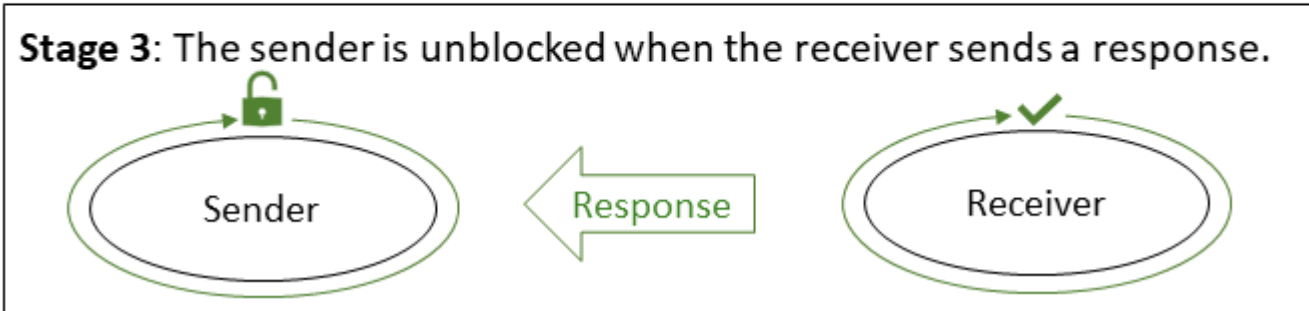 Stage 3: The sender is unblocked when the receiver sends a response.
Sender
Response
Receiver